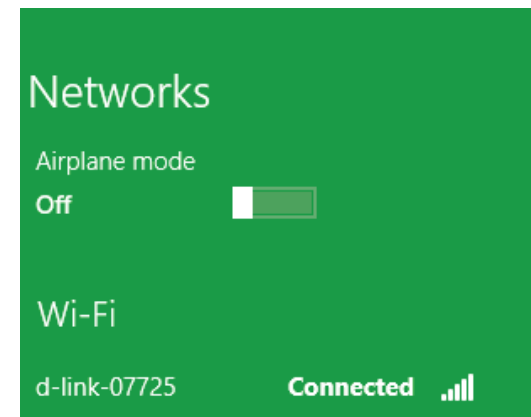 Networks
Airplane mode
Off
Wi-Fi
d-link-07725 Connected